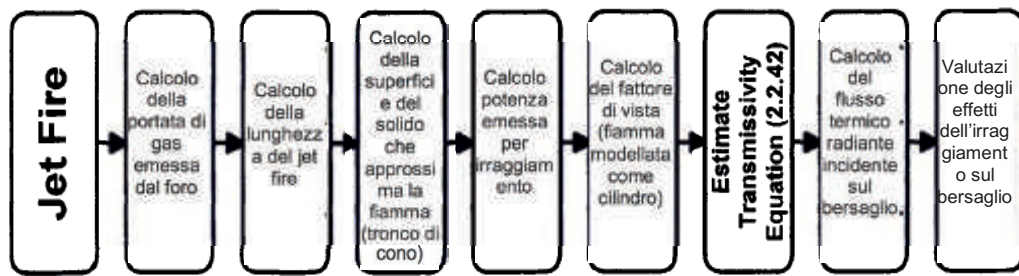 Jet Fire
Calcolo
della
portata di
gas
emessa
dal foro
Calcolo
della
lunghezz
a del jet
fire
Calcolo
della
superfici
e del
solido
che
approssi
ma la
fiamma
(tronco di
cono)
Calcolo
potenza
emessa
per
irraggiam
ento
Calcolo
del fattore
di vista
(fiamma
modellata
come
cilindro)
Estimate
Transmissivity
Equation (2.2.42)
Calcolo
del
flusso
termico
radiante
incidente
sul
bersaglio.
Valutazi
one degli
effetti
dell'irrag
giament
o sul
bersaglio